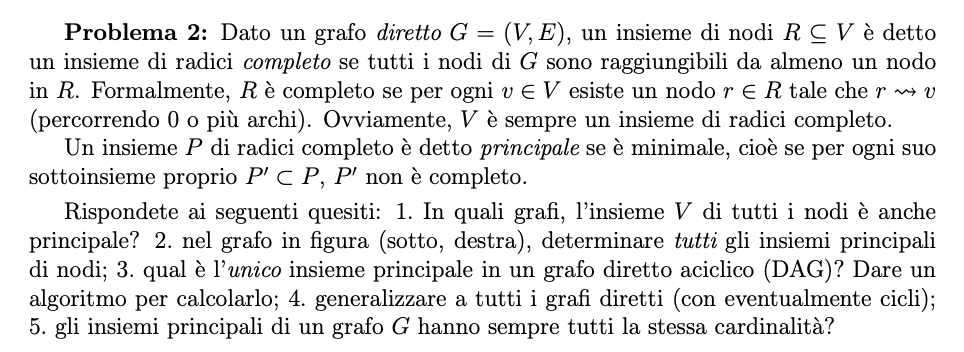 Problema 2: Dato un grafo diretto G = (V, E), un insieme di nodi R ⊆ V è detto
un insieme di radici completo se tutti i nodi di G sono raggiungibili da almeno un nodo
in R. Formalmente, R è completo se per ogni v ∈ V esiste un nodo r ∈ R tale che r ⇝ v
(percorrendo 0 o più archi). Ovviamente, V è sempre un insieme di radici completo.
Un insieme P di radici completo è detto principale se è minimale, cioè se per ogni suo
sottoinsieme proprio P′ ⊂ P, P′ non è completo.
Rispondete ai seguenti quesiti: 1. In quali grafi, l'insieme V di tutti i nodi è anche
principale? 2. nel grafo in figura (sotto, destra), determinare tutti gli insiemi principali
di nodi; 3. qual è l'unico insieme principale in un grafo diretto aciclico (DAG)? Dare un
algoritmo per calcolarlo; 4. generalizzare a tutti i grafi diretti (con eventualmente cicli);
5. gli insiemi principali di un grafo G hanno sempre tutti la stessa cardinalità?